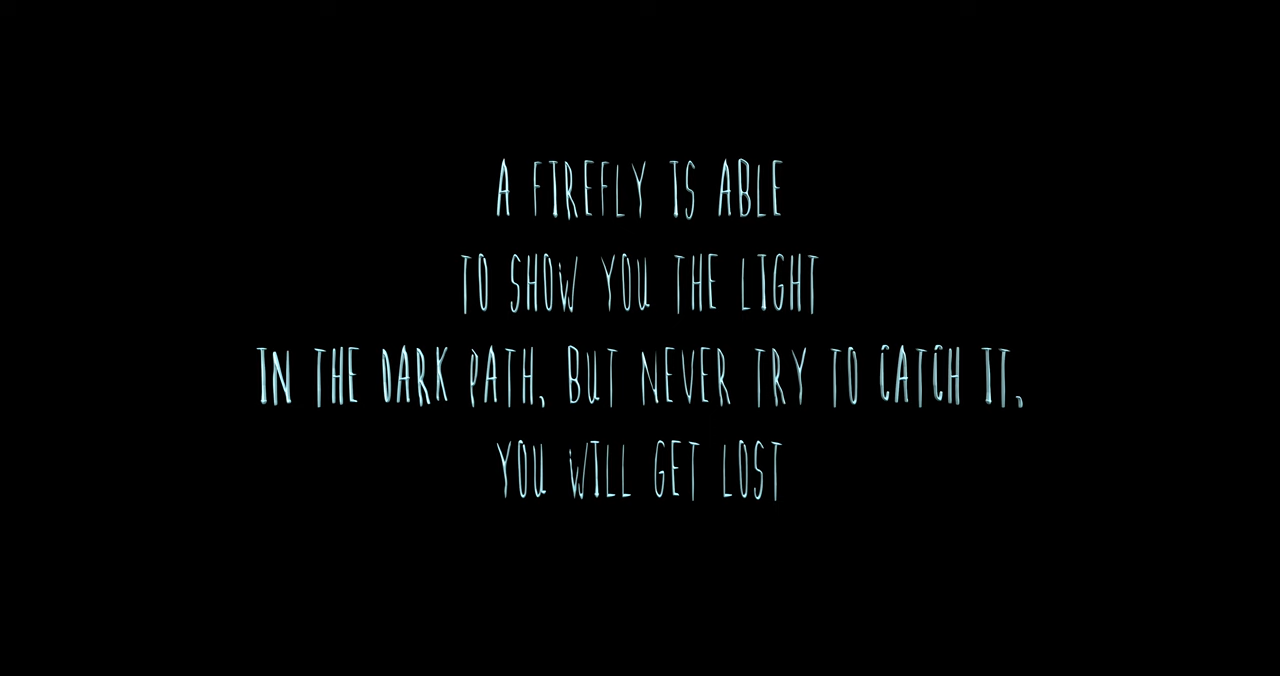 A FIREFLY IS ABLE
TO SHOW YOU THE LIGHT
IN THE DARK PATH, BUT NEVER TRY TO CATCH IT,
YOU WILL GET LOST